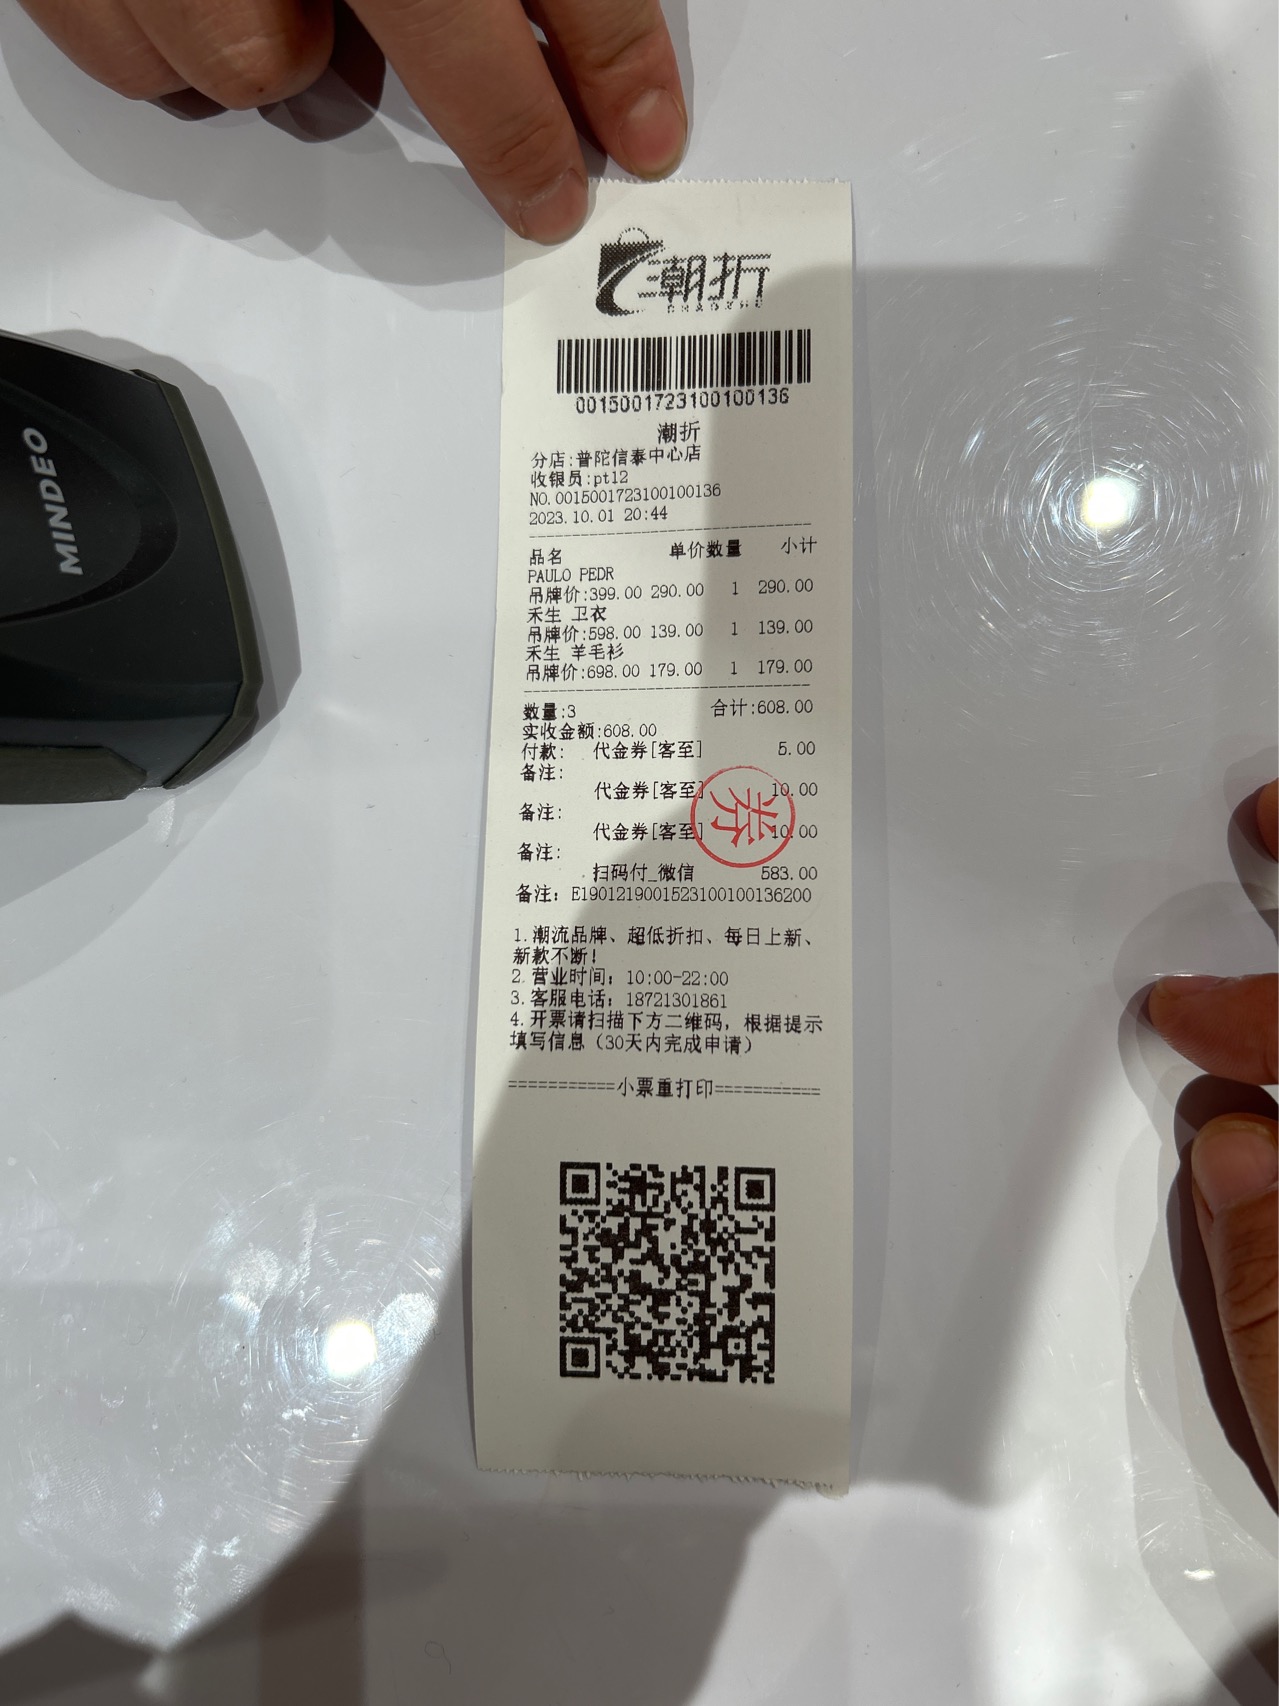 潮折
CHAOZHE
0015001723100100136
潮折
分店:普陀信泰中心店
收银员:pt12
NO.0015001723100100136
2023.10.01 20:44
品名 单价数量 小计
PAULO PEDR
吊牌价:399.00 290.00 1 290.00
禾生 卫衣
吊牌价:598.00 139.00 1 139.00
禾生 羊毛衫
吊牌价:698.00 179.00 1 179.00
数量:3 合计:608.00
实收金额:608.00
付款: 代金券[客至] 5.00
备注:
代金券[客至] 10.00
备注:
代金券[客至] 10.00
备注:
扫码付_微信 583.00
备注: E1901219001523100100136200
券
1.潮流品牌、超低折扣、每日上新、
新款不断!
2.营业时间: 10:00-22:00
3.客服电话: 18721301861
4.开票请扫描下方二维码, 根据提示
填写信息 (30天内完成申请)
===========小票重打印===========
MINDEO